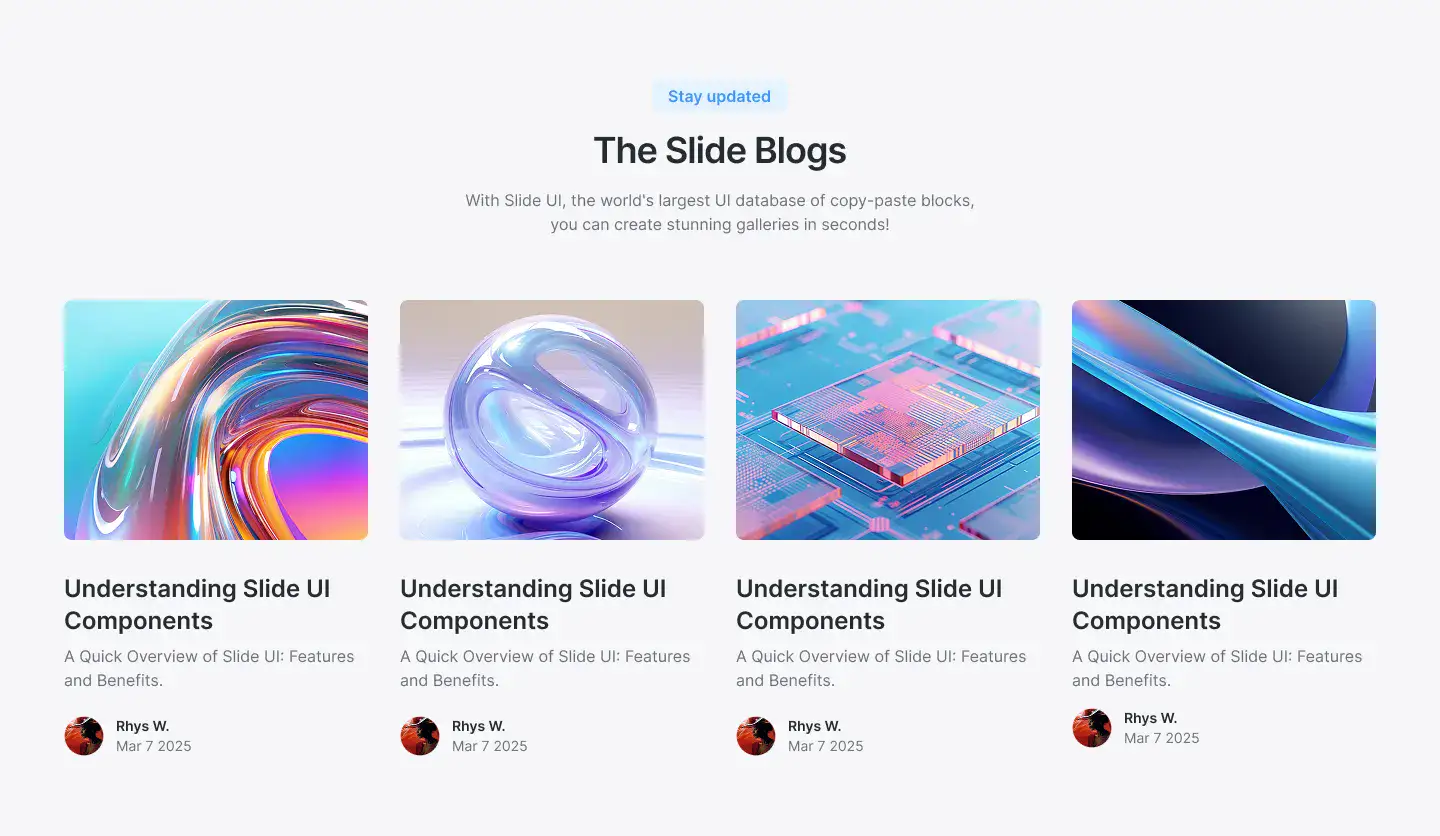 Stay updated
The Slide Blogs
With Slide UI, the world's largest UI database of copy-paste blocks,
you can create stunning galleries in seconds!
Understanding Slide UI
Components
A Quick Overview of Slide UI: Features
and Benefits.
Rhys W.
Mar 7 2025
Understanding Slide UI
Components
A Quick Overview of Slide UI: Features
and Benefits.
Rhys W.
Mar 7 2025
Understanding Slide UI
Components
A Quick Overview of Slide UI: Features
and Benefits.
Rhys W.
Mar 7 2025
Understanding Slide UI
Components
A Quick Overview of Slide UI: Features
and Benefits.
Rhys W.
Mar 7 2025